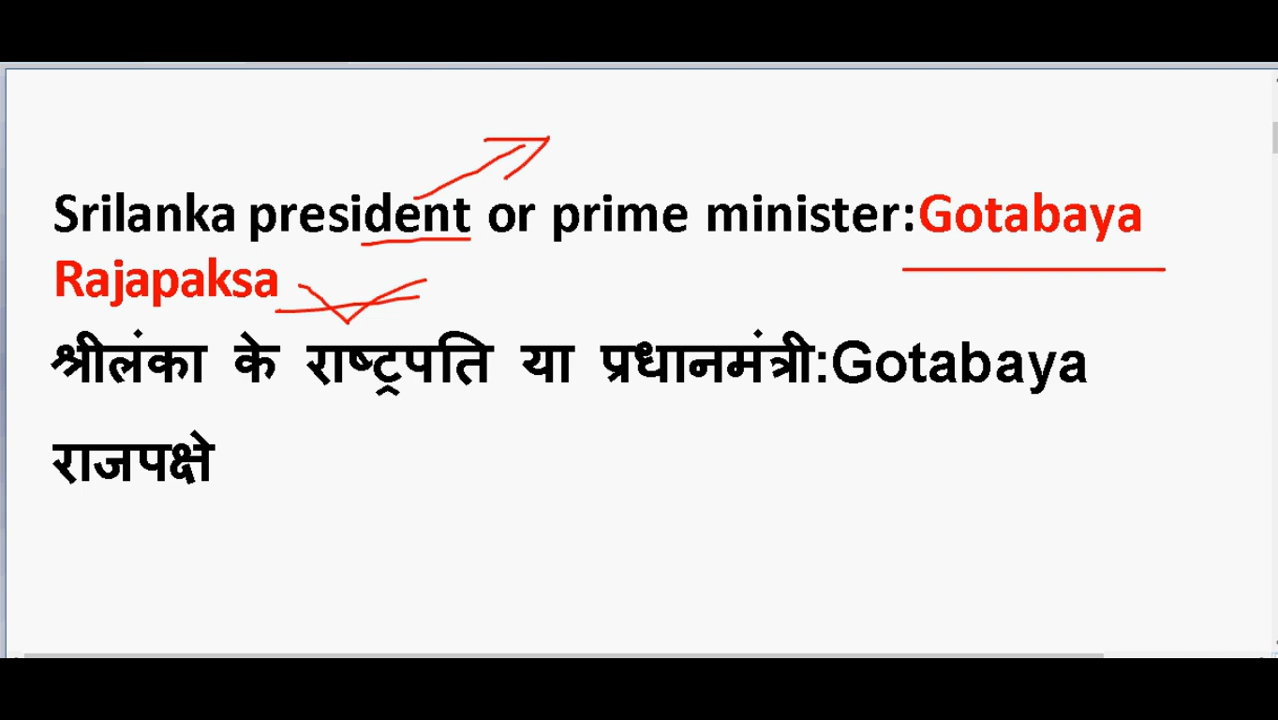 Srilanka president or prime minister:Gotabaya
Rajapaksa
श्रीलंका के राष्ट्रपति या प्रधानमंत्री:Gotabaya
राजपक्षे